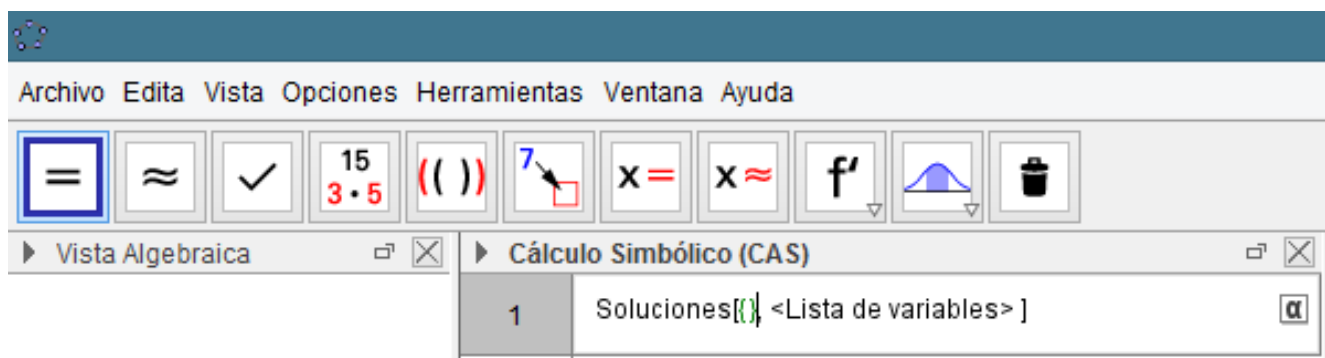 Archivo Edita Vista Opciones Herramientas Ventana Ayuda
= ≈ ✓ 15 (( )) 7 x = x ≈ f′
3 · 5
Vista Algebraica Cálculo Simbólico (CAS)
1 Soluciones[{}, <Lista de variables> ] α